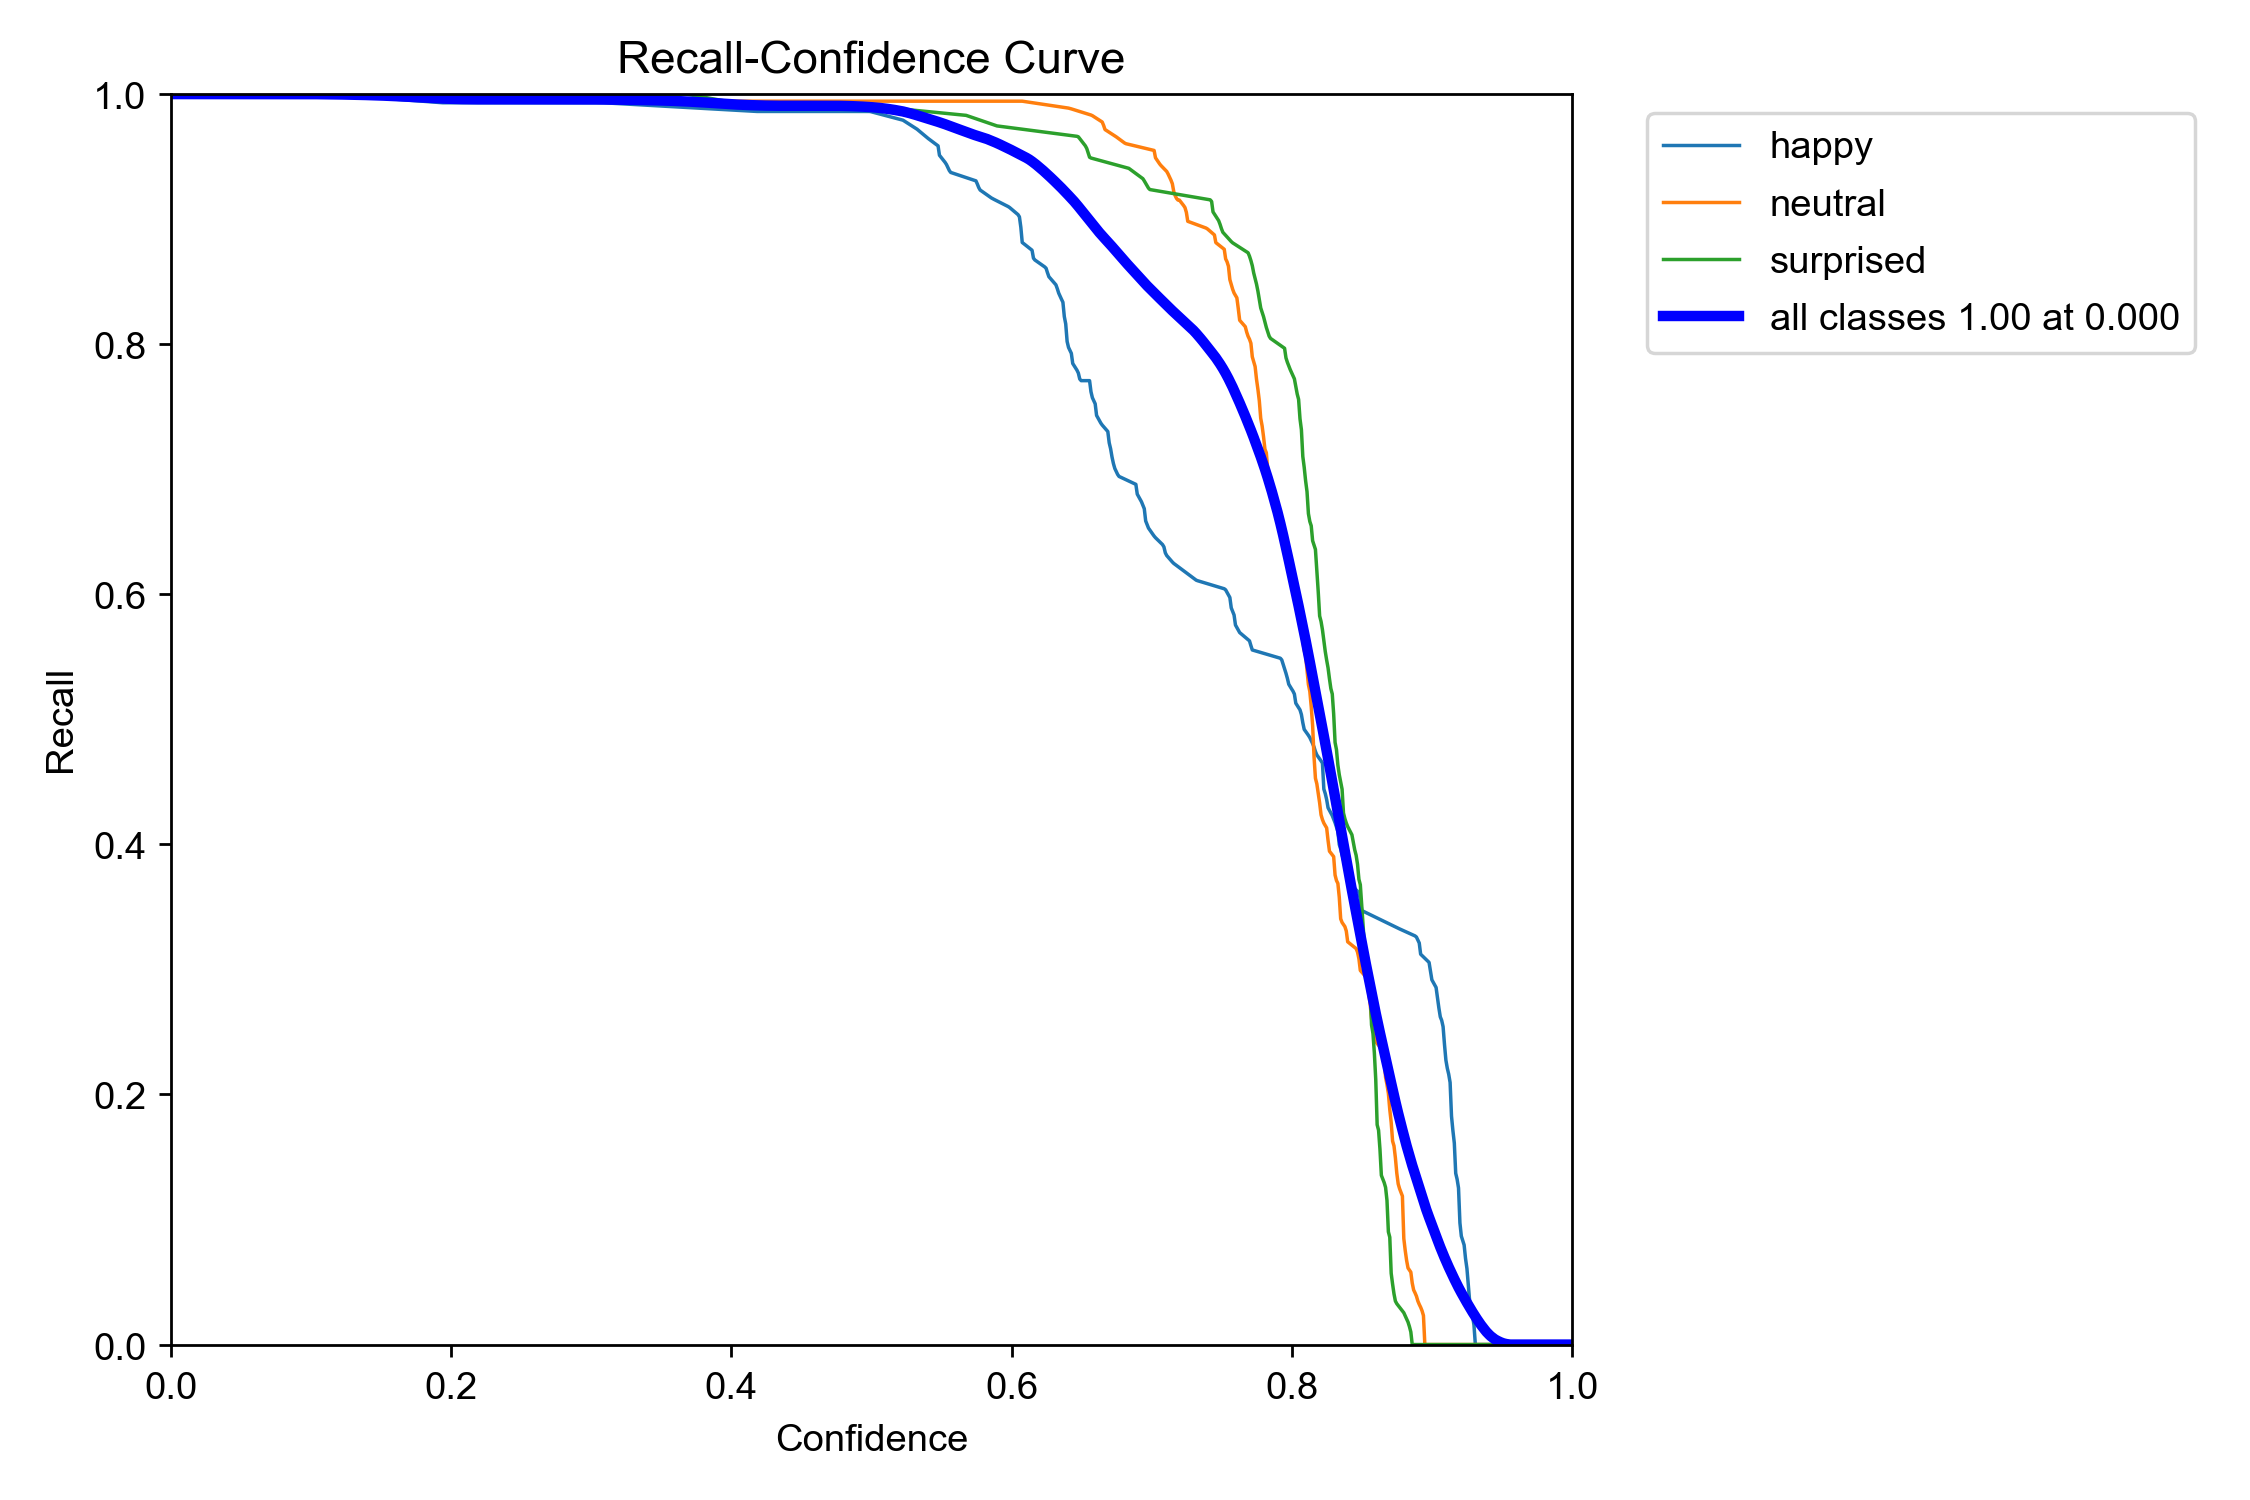 Recall-Confidence Curve
1.0
0.8
0.6
0.4
0.2
0.0
Recall
0.0 0.2 0.4 0.6 0.8 1.0
Confidence
happy
neutral
surprised
all classes 1.00 at 0.000